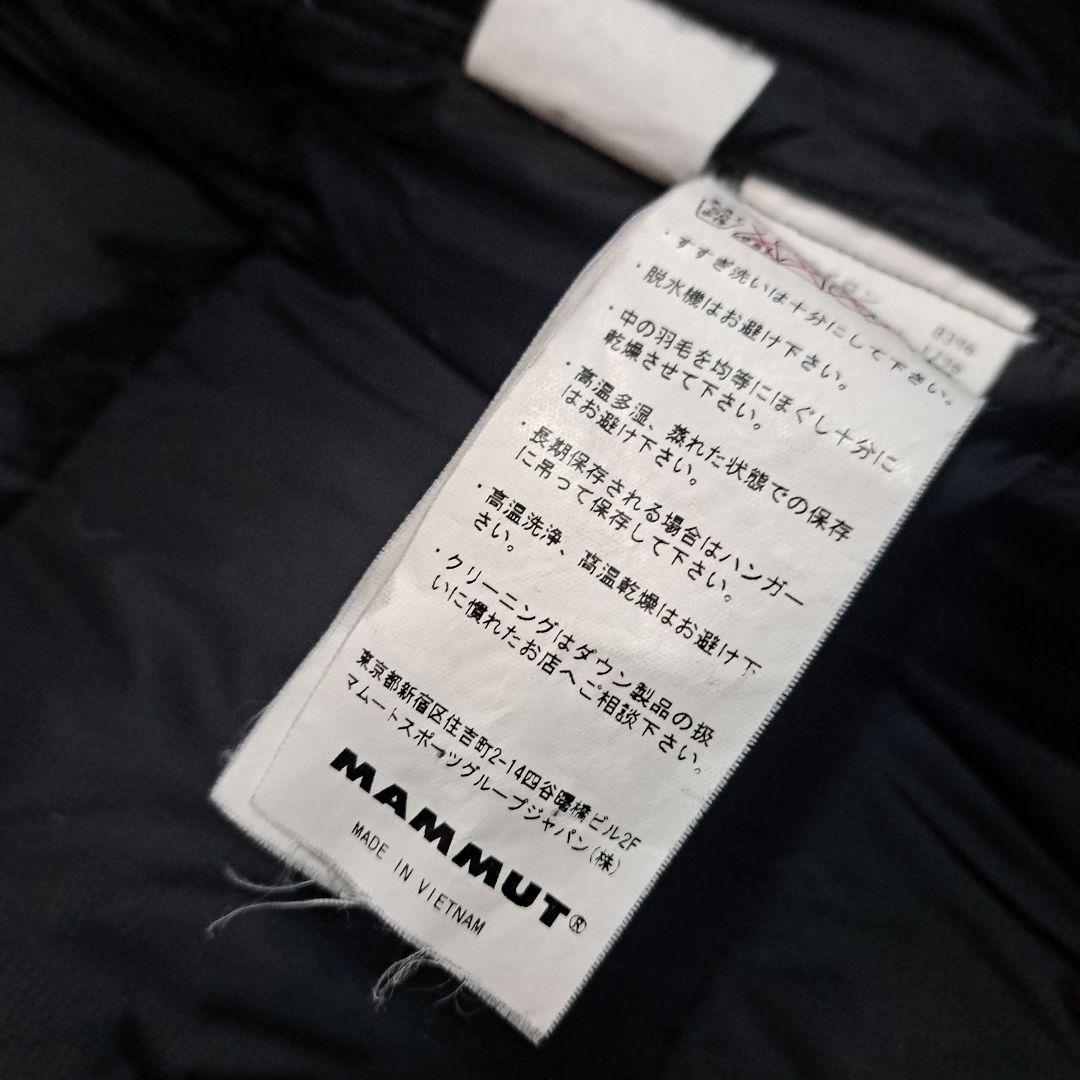 ・すすぎ洗いは十分にして下さい。
・脱水機はお避け下さい。
・中の羽毛を均等にほぐし十分に
乾燥させて下さい。
・高温多湿、蒸れた状態での保存
はお避け下さい。
・長期保存される場合はハンガー
に吊って保存して下さい。
・高温洗浄、高温乾燥はお避け下
さい。
・クリーニングはダウン製品の扱
いに慣れたお店へご相談下さい。
東京都新宿区住吉町2-14四谷曙橋ビル2F
マムートスポーツグループジャパン(株)
MAMMUT®
MADE IN VIETNAM